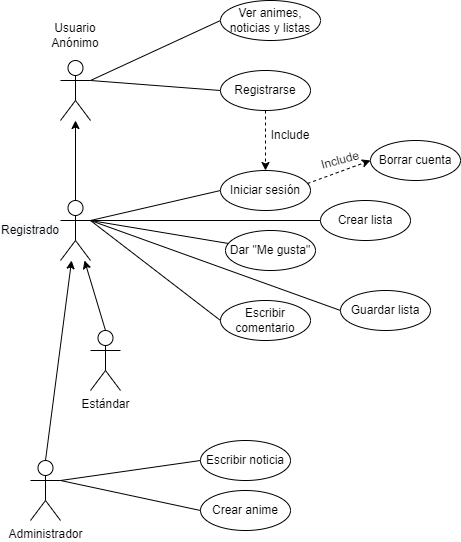 Ver animes,
noticias y listas
Usuario
Anónimo
Registrarse
Include
Include
Borrar cuenta
Iniciar sesión
Crear lista
Registrado
Dar "Me gusta"
Guardar lista
Escribir
comentario
Estándar
Escribir noticia
Crear anime
Administrador